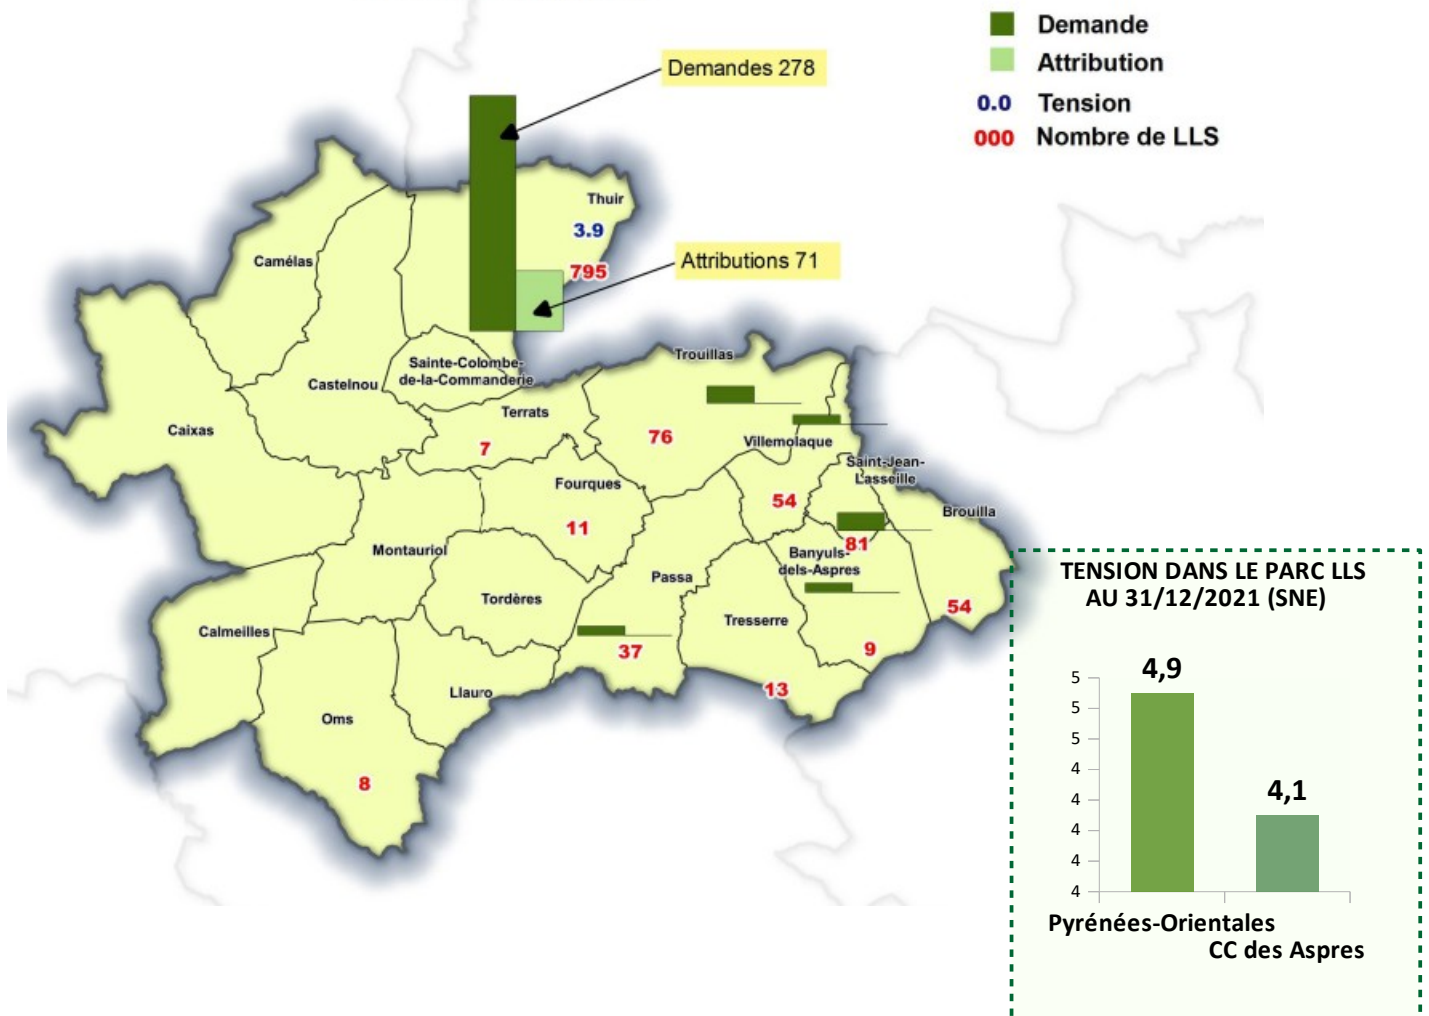 Demande
Attribution
0.0 Tension
000 Nombre de LLS
Demandes 278
Thuir
3.9
795
Attributions 71
Camélas
Sainte-Colombe-
de-la-Commanderie
Castelnou
Caixas
Terrats
7
Trouillas
76
Villemolaque
54
Saint-Jean-
Lasseille
81
Brouilla
54
Fourques
11
Montauriol
Banyuls-
dels-Aspres
9
Passa
37
Tordères
Tresserre
13
Calmeilles
Llauro
Oms
8
TENSION DANS LE PARC LLS
AU 31/12/2021 (SNE)
5
5
5
4
4
4
4
4
4,9
4,1
Pyrénées-Orientales
CC des Aspres